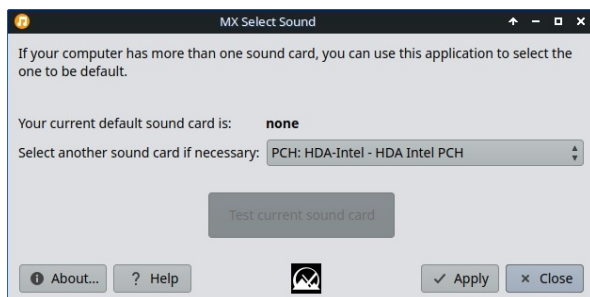 MX Select Sound
If your computer has more than one sound card, you can use this application to select the
one to be default.
Your current default sound card is: none
Select another sound card if necessary: PCH: HDA-Intel - HDA Intel PCH
Test current sound card
About... ? Help Apply Close